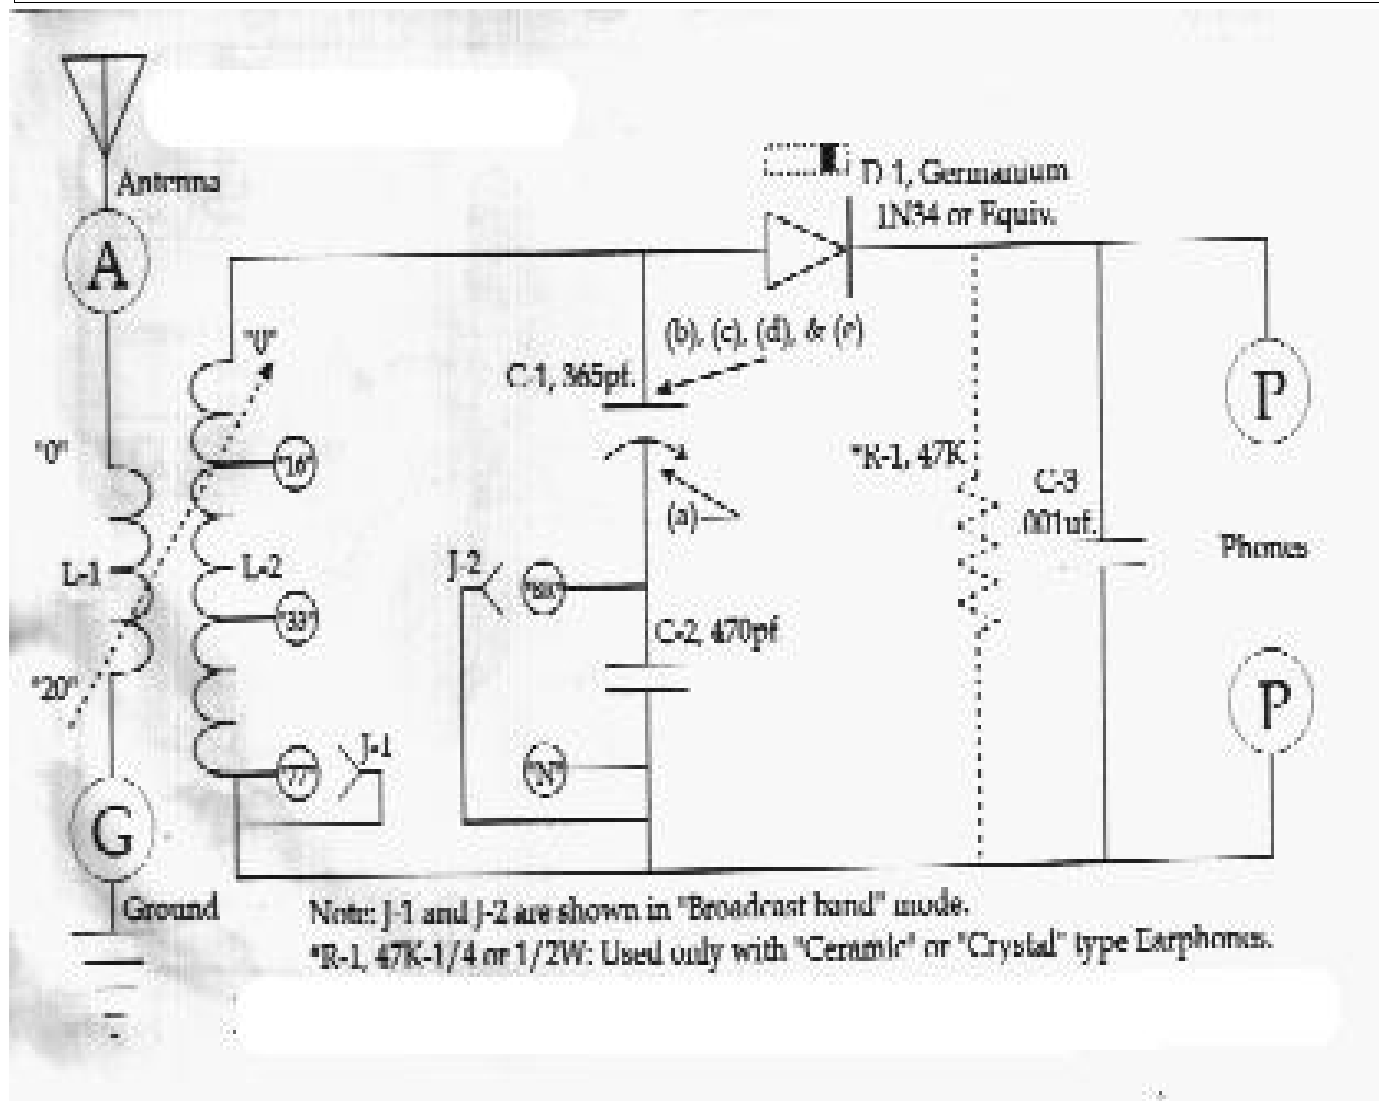 Antenna
A
D-1, Germanium
1N34 or Equiv.
"0"
(b), (c), (d), & (e)
C-1, 365pf.
P
"0"
*R-1, 47K
C-3
.001uf.
(a)
L-1
L-2
J-2
Phones
"33"
C-2, 470pf
"20"
P
"77"
J-1
"N"
G
Ground
Note: J-1 and J-2 are shown in "Broadcast band" mode.
*R-1, 47K-1/4 or 1/2W: Used only with "Ceramic" or "Crystal" type Earphones.